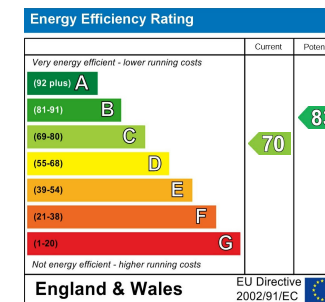 Energy Efficiency Rating
Current
Very energy efficient - lower running costs
(92 plus) A
(81-91) B
(69-80) C
70
(55-68) D
(39-54) E
(21-38) F
(1-20) G
Not energy efficient - higher running costs
England & Wales
EU Directive
2002/91/EC